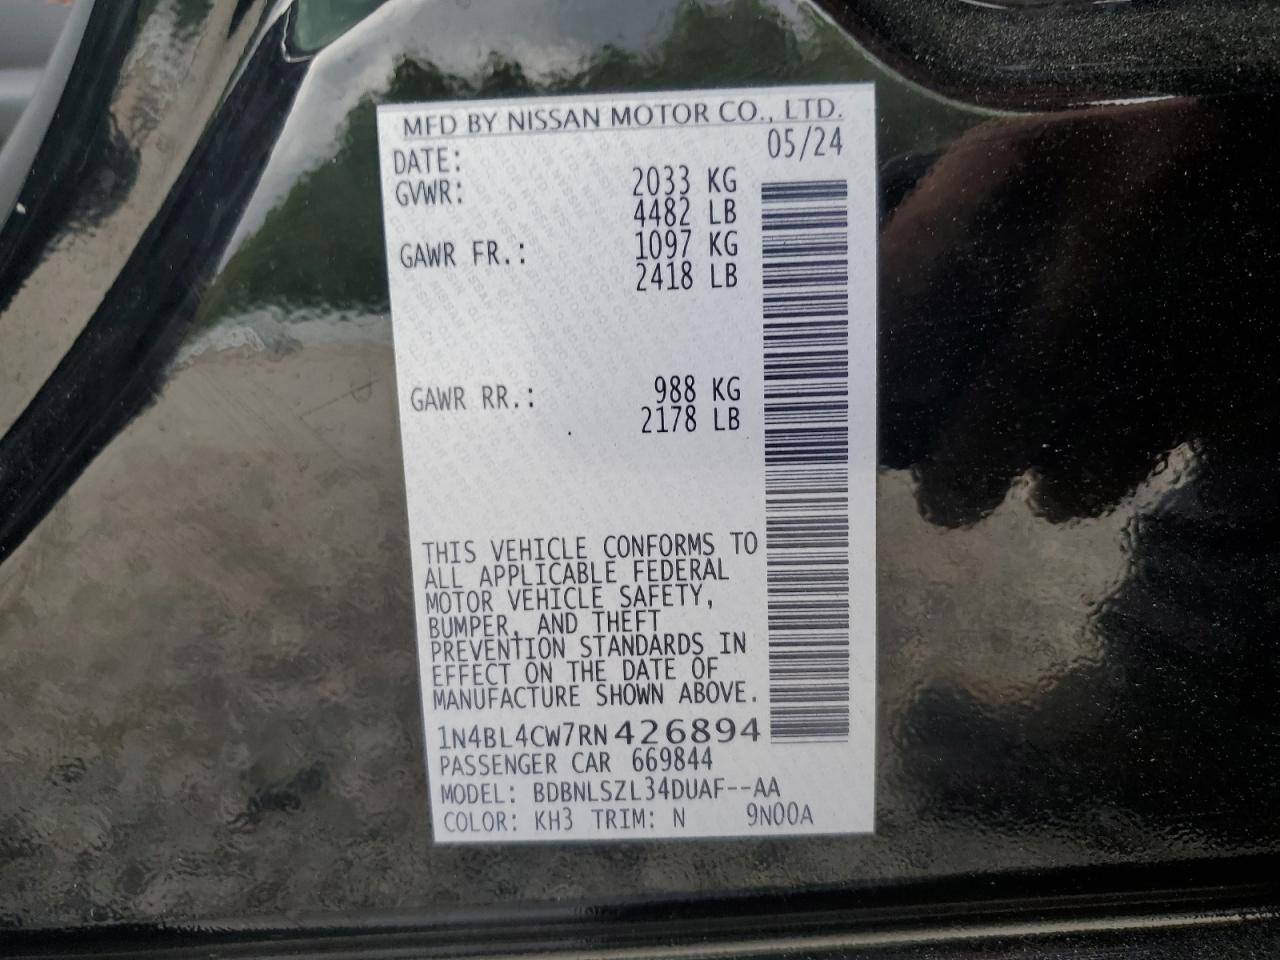 MFD BY NISSAN MOTOR CO., LTD.
DATE: 05/24
GVWR: 2033 KG
4482 LB
GAWR FR.: 1097 KG
2418 LB
GAWR RR.: 988 KG
2178 LB
THIS VEHICLE CONFORMS TO
ALL APPLICABLE FEDERAL
MOTOR VEHICLE SAFETY,
BUMPER, AND THEFT
PREVENTION STANDARDS IN
EFFECT ON THE DATE OF
MANUFACTURE SHOWN ABOVE.
1N4BL4CW7RN426894
PASSENGER CAR 669844
MODEL: BDBNLSZL34DUAF--AA
COLOR: KH3 TRIM: N 9N00A